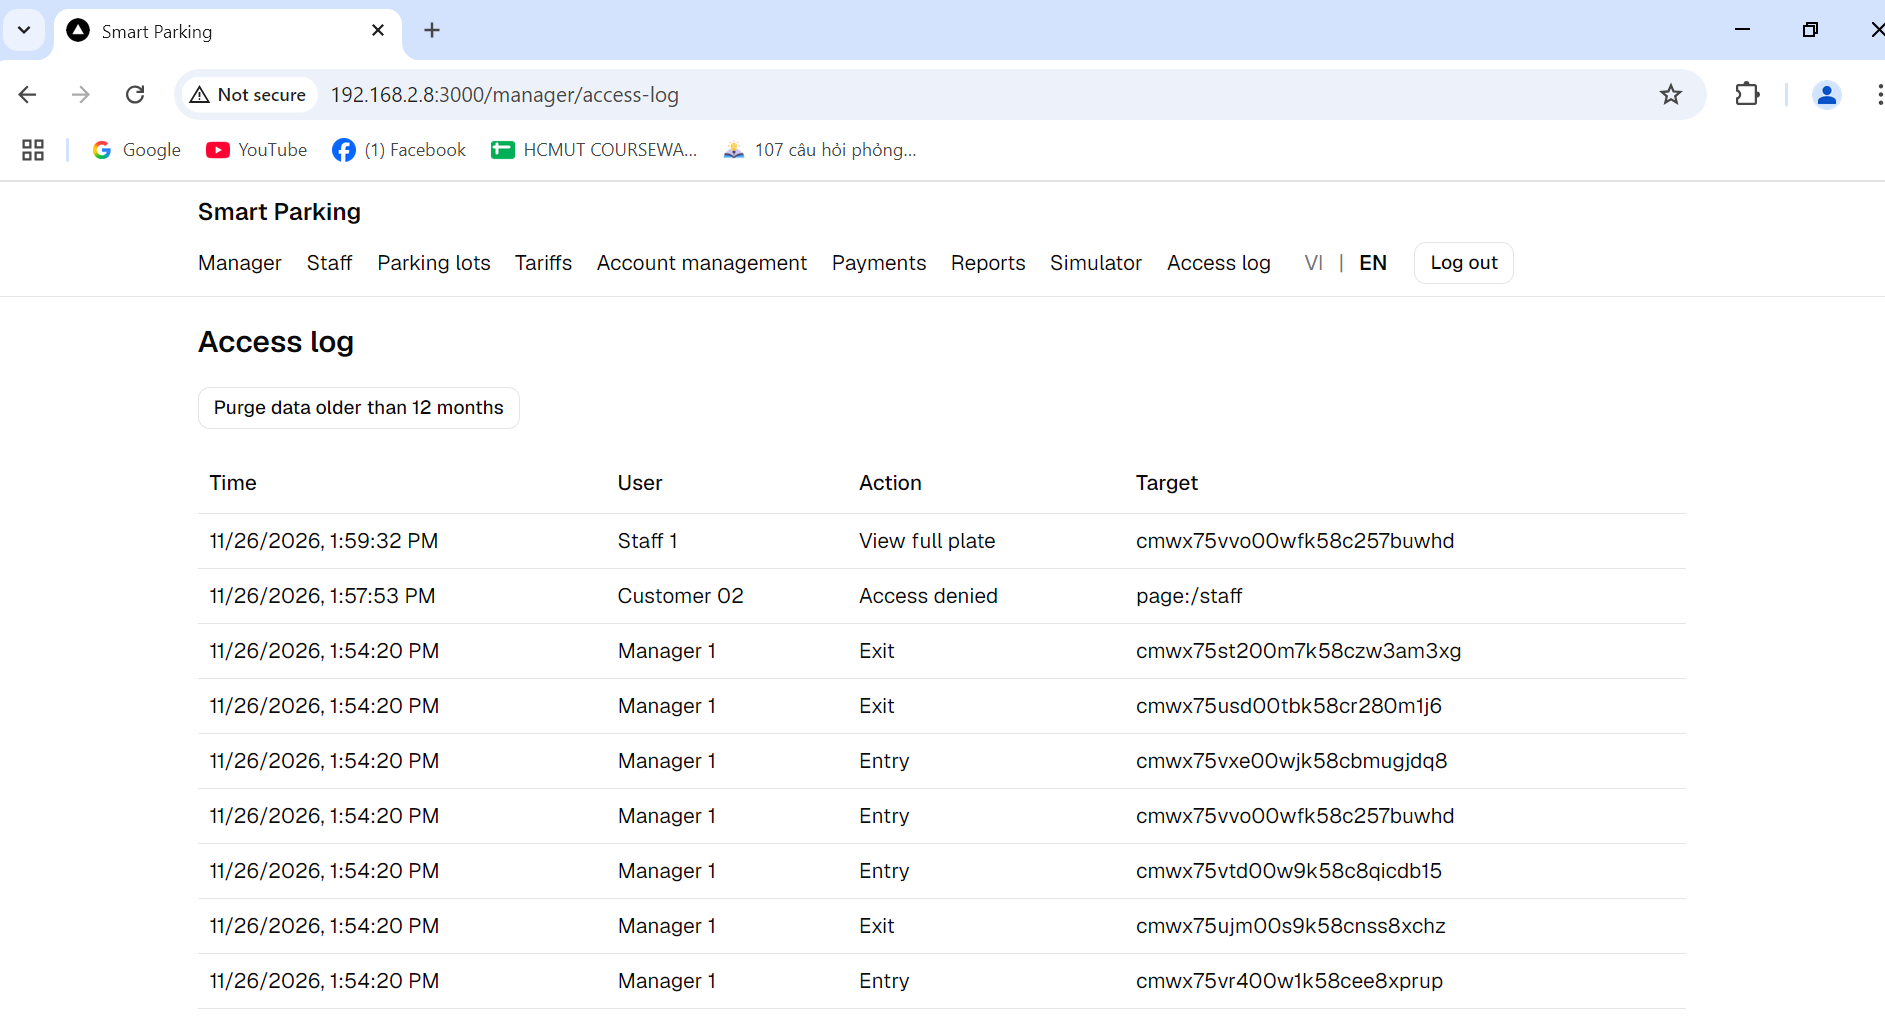 Smart Parking
Not secure 192.168.2.8:3000/manager/access-log
Google YouTube (1) Facebook HCMUT COURSEWA... 107 câu hỏi phỏng...
Smart Parking
Manager Staff Parking lots Tariffs Account management Payments Reports Simulator Access log VI | EN Log out
Access log
Purge data older than 12 months
Time User Action Target
11/26/2026, 1:59:32 PM Staff 1 View full plate cmwx75vvo00wfk58c257buwhd
11/26/2026, 1:57:53 PM Customer 02 Access denied page:/staff
11/26/2026, 1:54:20 PM Manager 1 Exit cmwx75st200m7k58czw3am3xg
11/26/2026, 1:54:20 PM Manager 1 Exit cmwx75usd00tbk58cr280m1j6
11/26/2026, 1:54:20 PM Manager 1 Entry cmwx75vxe00wjk58cbmugjdq8
11/26/2026, 1:54:20 PM Manager 1 Entry cmwx75vvo00wfk58c257buwhd
11/26/2026, 1:54:20 PM Manager 1 Entry cmwx75vtd00w9k58c8qicdb15
11/26/2026, 1:54:20 PM Manager 1 Exit cmwx75ujm00s9k58cnss8xchz
11/26/2026, 1:54:20 PM Manager 1 Entry cmwx75vr400w1k58cee8xprup